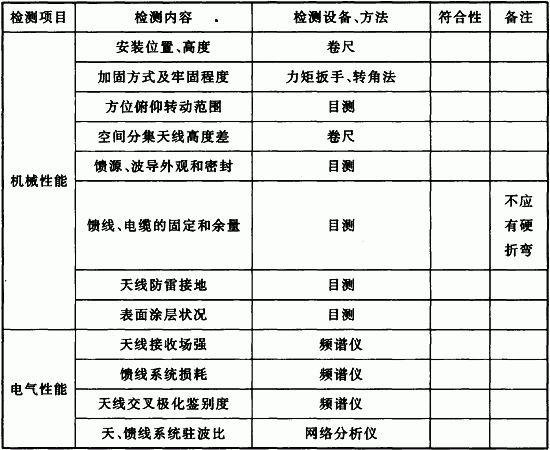 检测项目 检测内容 检测设备、方法 符合性 备注
机械性能 安装位置、高度 卷尺
加固方式及牢固程度 力矩扳手、转角法
方位俯仰转动范围 目测
空间分集天线高度差 卷尺
馈源、波导外观和密封 目测
馈线、电缆的固定和余量 目测 不应
有硬
折弯
天线防雷接地 目测
表面涂层状况 目测
电气性能 天线接收场强 频谱仪
馈线系统损耗 频谱仪
天线交叉极化鉴别度 频谱仪
天、馈线系统驻波比 网络分析仪